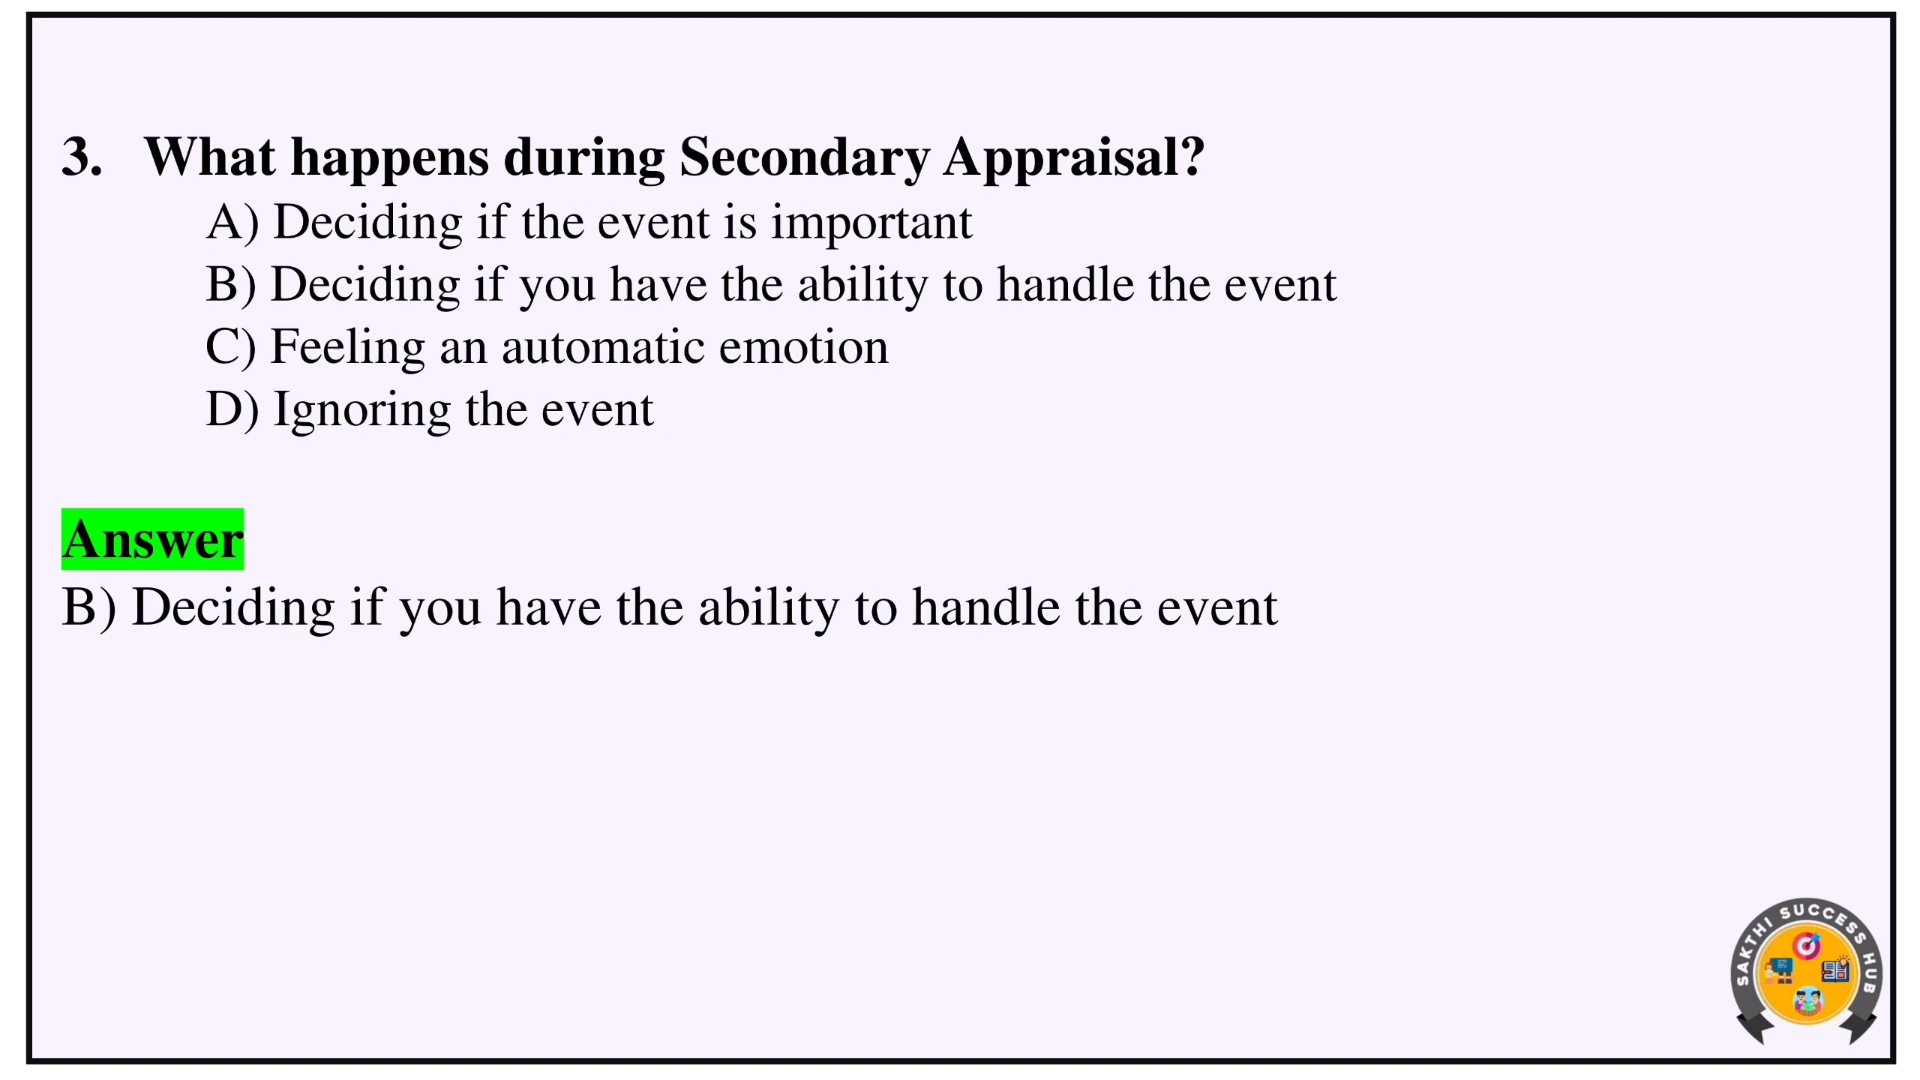 3. What happens during Secondary Appraisal?
A) Deciding if the event is important
B) Deciding if you have the ability to handle the event
C) Feeling an automatic emotion
D) Ignoring the event
Answer
B) Deciding if you have the ability to handle the event
SAKTHI SUCCESS HUB